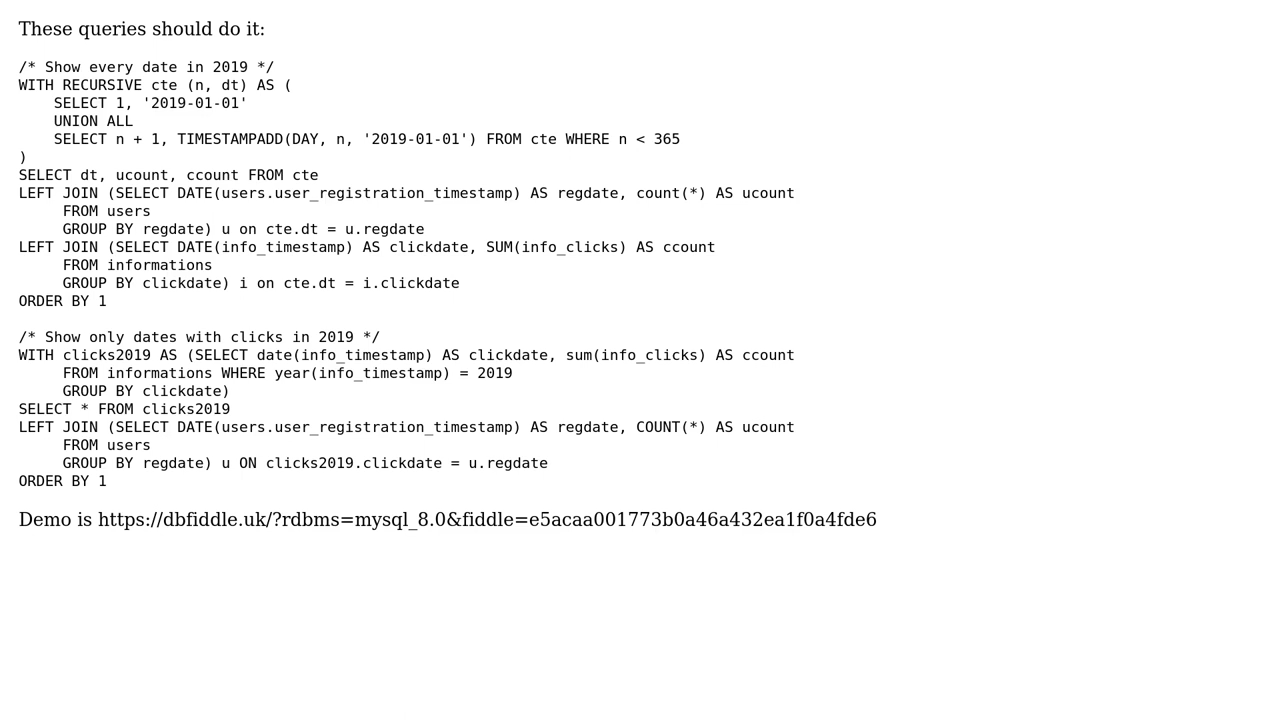 These queries should do it:
/* Show every date in 2019 */
WITH RECURSIVE cte (n, dt) AS (
    SELECT 1, '2019-01-01'
    UNION ALL
    SELECT n + 1, TIMESTAMPADD(DAY, n, '2019-01-01') FROM cte WHERE n < 365
)
SELECT dt, ucount, ccount FROM cte
LEFT JOIN (SELECT DATE(users.user_registration_timestamp) AS regdate, count(*) AS ucount
     FROM users
     GROUP BY regdate) u on cte.dt = u.regdate
LEFT JOIN (SELECT DATE(info_timestamp) AS clickdate, SUM(info_clicks) AS ccount
     FROM informations
     GROUP BY clickdate) i on cte.dt = i.clickdate
ORDER BY 1
/* Show only dates with clicks in 2019 */
WITH clicks2019 AS (SELECT date(info_timestamp) AS clickdate, sum(info_clicks) AS ccount
     FROM informations WHERE year(info_timestamp) = 2019
     GROUP BY clickdate)
SELECT * FROM clicks2019
LEFT JOIN (SELECT DATE(users.user_registration_timestamp) AS regdate, COUNT(*) AS ucount
     FROM users
     GROUP BY regdate) u ON clicks2019.clickdate = u.regdate
ORDER BY 1
Demo is https://dbfiddle.uk/?rdbms=mysql_8.0&fiddle=e5acaa001773b0a46a432ea1f0a4fde6